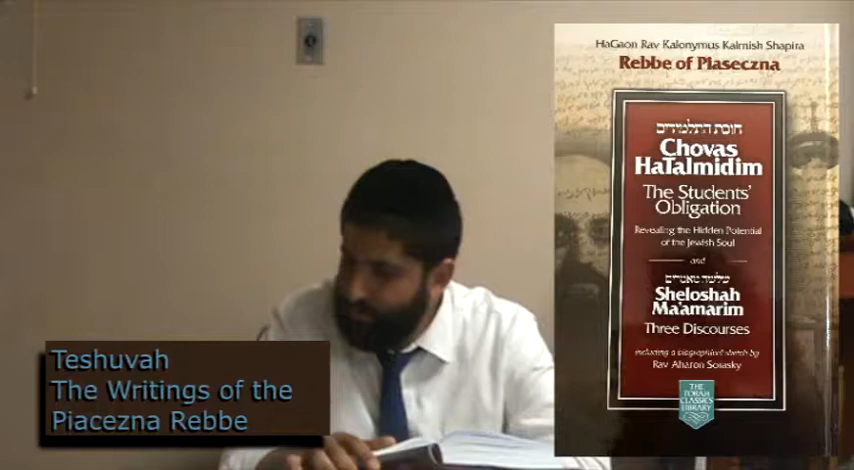 HaGaon Rav Kalonymus Kalmish Shapira
Rebbe of Piaseczna
חובת התלמידים
Chovas
HaTalmidim
The Students'
Obligation
Revealing the Hidden Potential
of the Jewish Soul
and
שלשה מאמרים
Sheloshah
Ma'amarim
Three Discourses
including a biographical sketch by
Rav Aharon Sorasky
THE
TORAH
CLASSICS
LIBRARY
Teshuvah
The Writings of the
Piacezna Rebbe